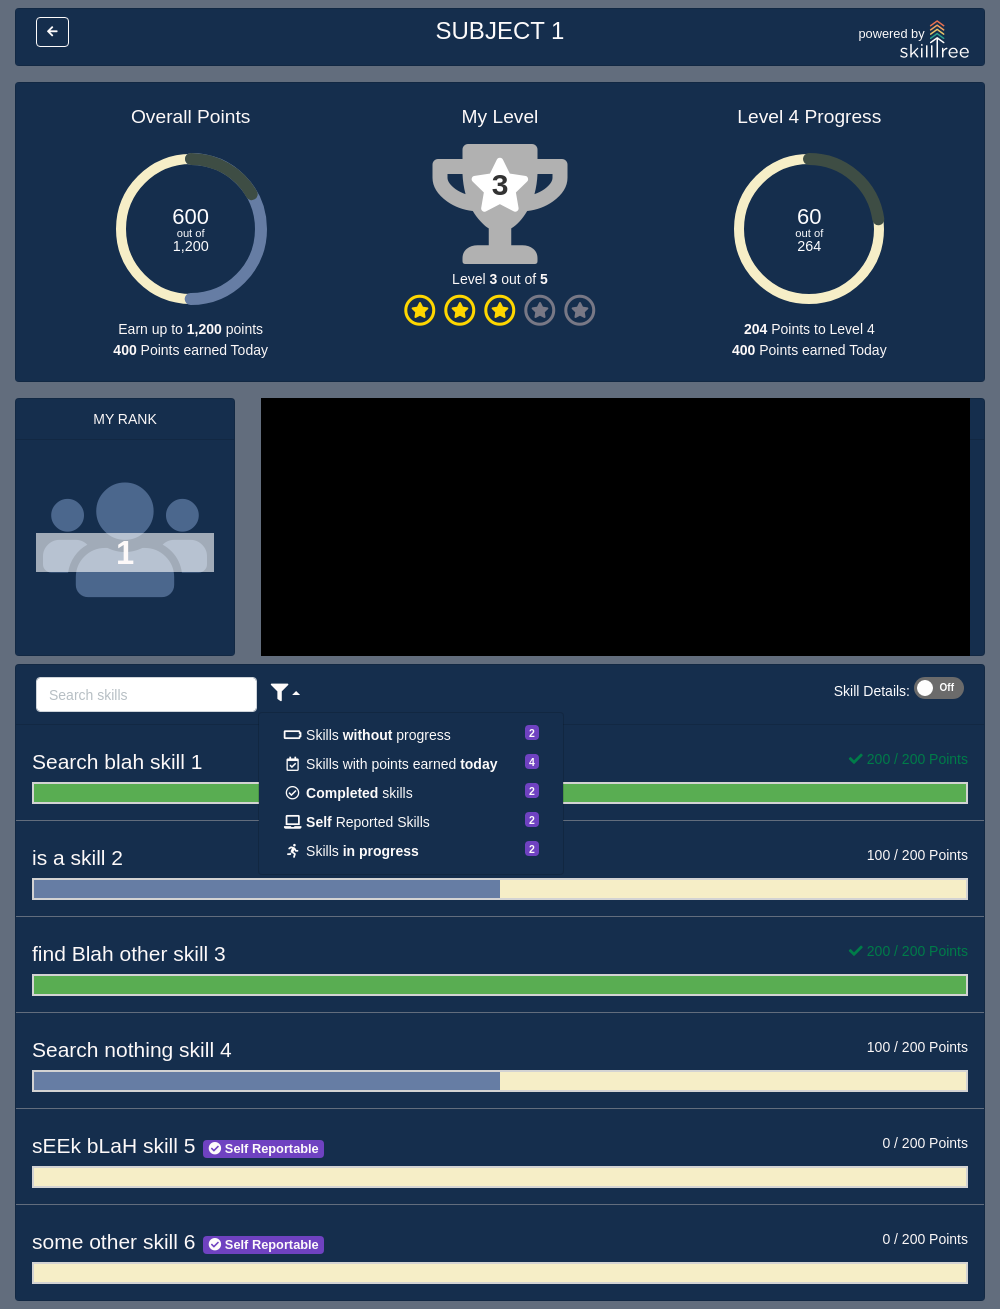 SUBJECT 1
powered by
skilltree
Overall Points
My Level
Level 4 Progress
600
out of
1,200
3
60
out of
264
Level 3 out of 5
Earn up to 1,200 points
400 Points earned Today
204 Points to Level 4
400 Points earned Today
MY RANK
1
Search skills
Skill Details:
Off
Skills without progress 2
Skills with points earned today 4
Completed skills 2
Self Reported Skills 2
Skills in progress 2
Search blah skill 1
200 / 200 Points
is a skill 2
100 / 200 Points
find Blah other skill 3
200 / 200 Points
Search nothing skill 4
100 / 200 Points
sEEk bLaH skill 5 Self Reportable
0 / 200 Points
some other skill 6 Self Reportable
0 / 200 Points